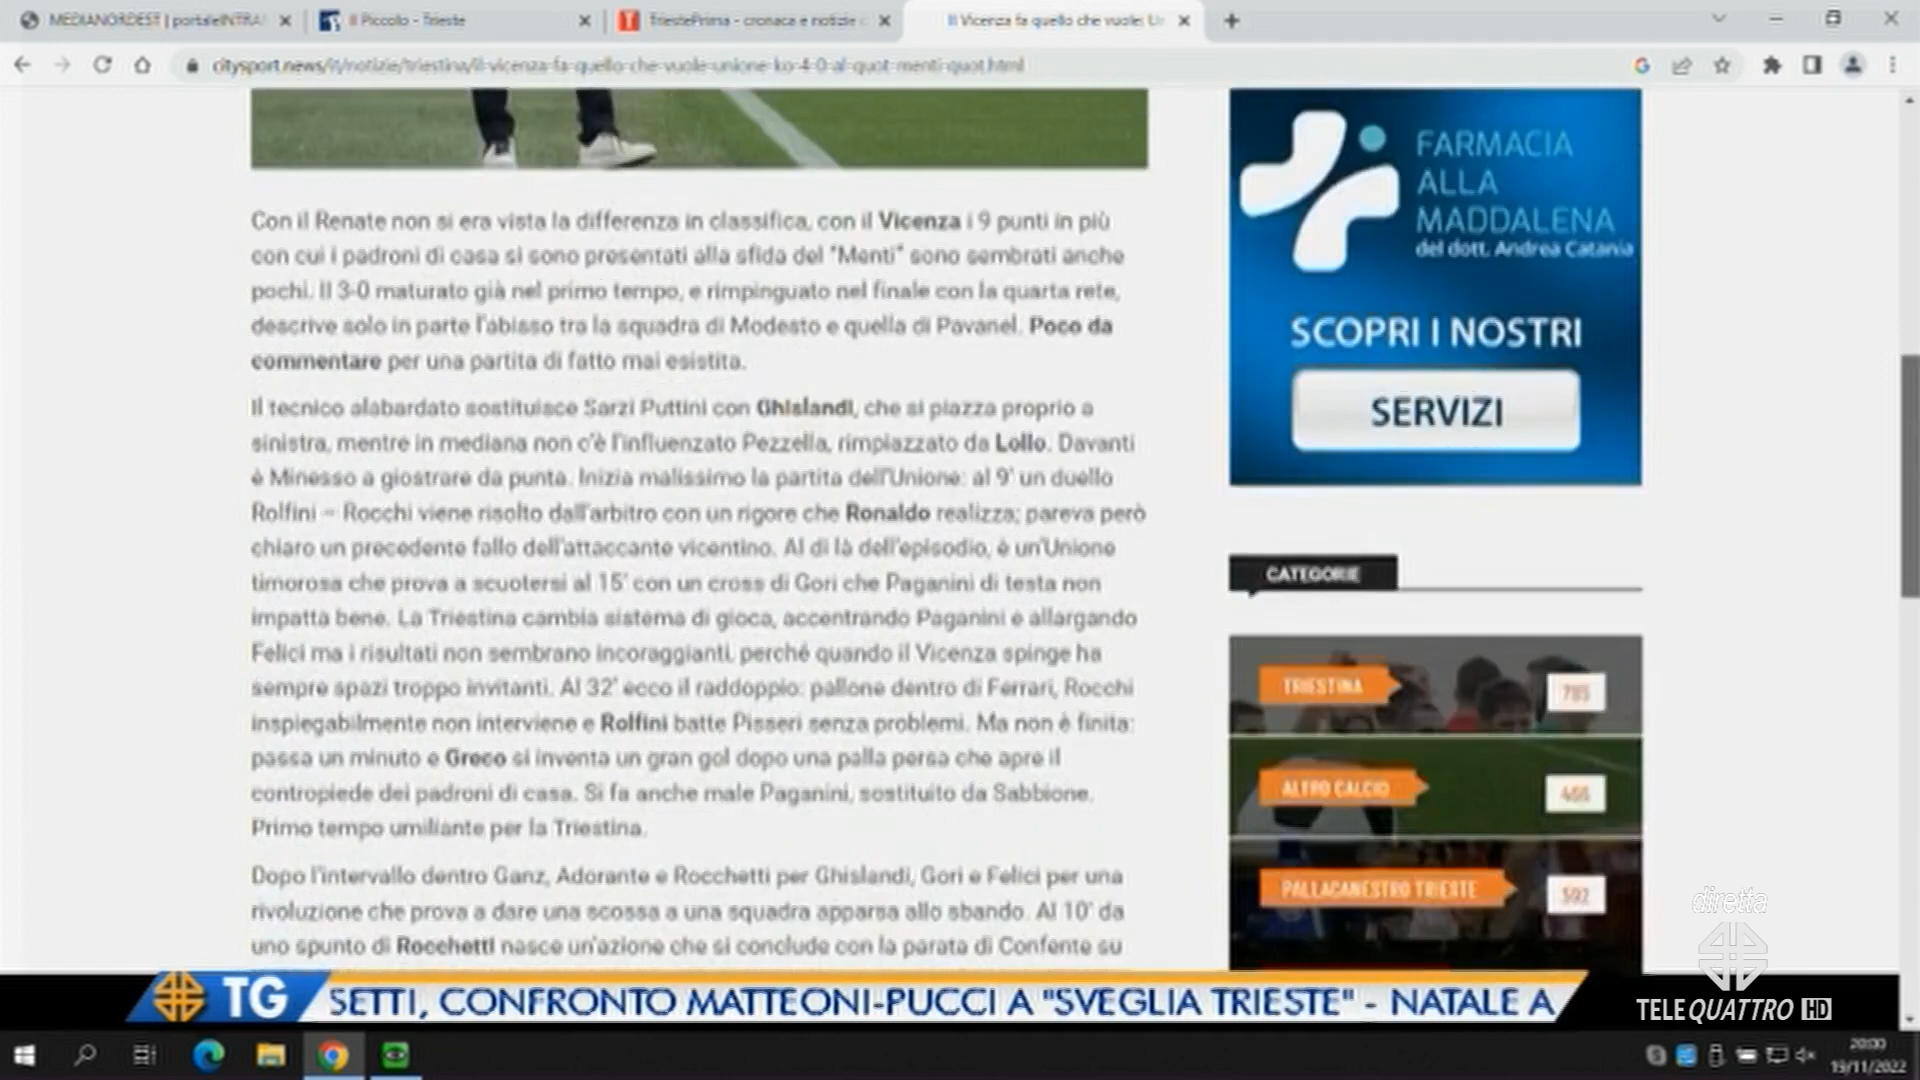 MEDIANORDEST | portaleINTRA
Il Piccolo - Trieste
TriestePrima - cronaca e notizie
Il Vicenza fa quello che vuole: Un
citysport.news/it/notizie/triestina/il-vicenza-fa-quello-che-vuole-unione-ko-4-0-al-quot-menti-quot.html
Con il Renate non si era vista la differenza in classifica, con il Vicenza i 9 punti in più
con cui i padroni di casa si sono presentati alla sfida del "Menti" sono sembrati anche
pochi. Il 3-0 maturato già nel primo tempo, e rimpinguato nel finale con la quarta rete,
descrive solo in parte l'abisso tra la squadra di Modesto e quella di Pavanel. Poco da
commentare per una partita di fatto mai esistita.
Il tecnico alabardato sostituisce Sarzi Puttini con Ghislandi, che si piazza proprio a
sinistra, mentre in mediana non c'è l'influenzato Pezzella, rimpiazzato da Lollo. Davanti
è Minesso a giostrare da punta. Inizia malissimo la partita dell'Unione: al 9' un duello
Rolfini – Rocchi viene risolto dall'arbitro con un rigore che Ronaldo realizza; pareva però
chiaro un precedente fallo dell'attaccante vicentino. Al di là dell'episodio, è un'Unione
timorosa che prova a scuotersi al 15' con un cross di Gori che Paganini di testa non
impatta bene. La Triestina cambia sistema di gioca, accentrando Paganini e allargando
Felici ma i risultati non sembrano incoraggianti, perché quando il Vicenza spinge ha
sempre spazi troppo invitanti. Al 32' ecco il raddoppio: pallone dentro di Ferrari, Rocchi
inspiegabilmente non interviene e Rolfini batte Pisseri senza problemi. Ma non è finita:
passa un minuto e Greco si inventa un gran gol dopo una palla persa che apre il
contropiede dei padroni di casa. Si fa anche male Paganini, sostituito da Sabbione.
Primo tempo umiliante per la Triestina.
Dopo l'intervallo dentro Ganz, Adorante e Rocchetti per Ghislandi, Gori e Felici per una
rivoluzione che prova a dare una scossa a una squadra apparsa allo sbando. Al 10' da
uno spunto di Rocchetti nasce un'azione che si conclude con la parata di Confente su
FARMACIA
ALLA
MADDALENA
del dott. Andrea Catania
SCOPRI I NOSTRI
SERVIZI
CATEGORIE
TRIESTINA 785
ALTRO CALCIO 466
PALLACANESTRO TRIESTE 592
diretta
TELEQUATTRO HD
TG SETTI, CONFRONTO MATTEONI-PUCCI A "SVEGLIA TRIESTE" - NATALE A
20:00
19/11/2022